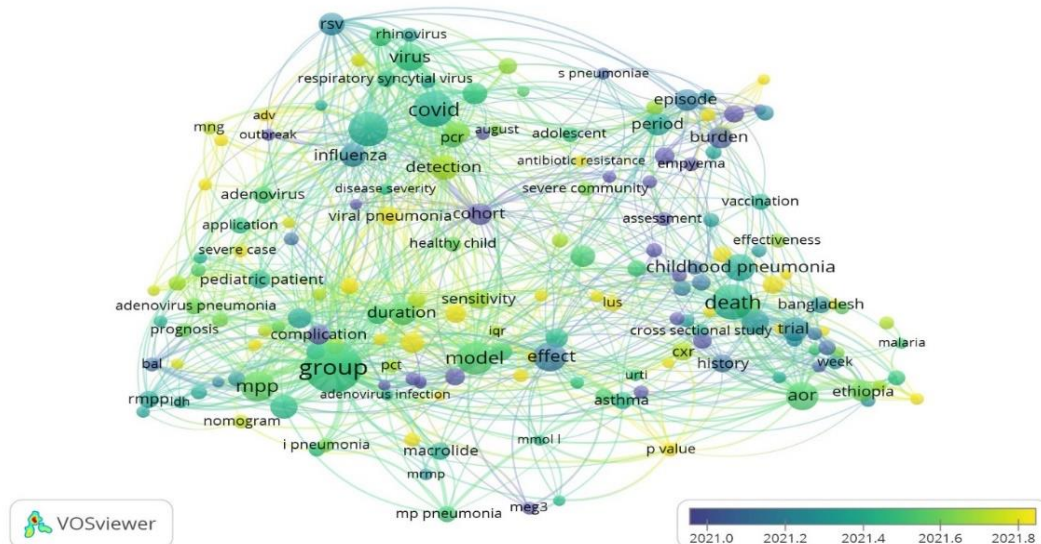 rsv
rhinovirus
virus
s pneumoniae
respiratory syncytial virus
covid
episode
mng
adv
outbreak
pcr
august
adolescent
period
burden
influenza
detection
antibiotic resistance
empyema
adenovirus
disease severity
severe community
viral pneumonia
cohort
assessment
vaccination
application
severe case
healthy child
effectiveness
pediatric patient
childhood pneumonia
adenovirus pneumonia
duration
sensitivity
lus
death
bangladesh
prognosis
complication
iqr
cross sectional study
trial
malaria
bal
group
pct
model
effect
cxr
history
week
mpp
adenovirus infection
urti
rmpp
ldh
asthma
aor
ethiopia
nomogram
i pneumonia
macrolide
mmol l
p value
mrmp
mp pneumonia
meg3
VOSviewer
2021.0 2021.2 2021.4 2021.6 2021.8